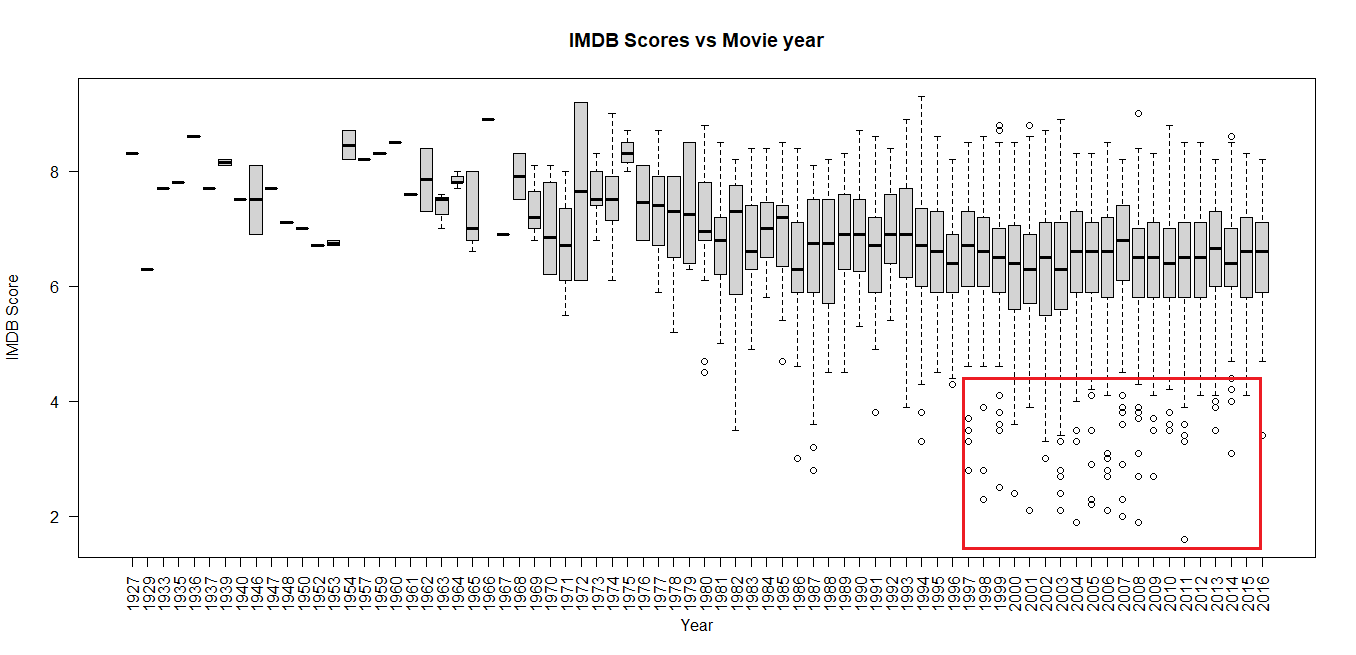 IMDB Scores vs Movie year
IMDB Score
8
6
4
2
1927 1929 1933 1935 1936 1937 1939 1940 1946 1947 1948 1950 1952 1953 1954 1957 1959 1960 1961 1962 1963 1964 1965 1966 1967 1968 1969 1970 1971 1972 1973 1974 1975 1976 1977 1978 1979 1980 1981 1982 1983 1984 1985 1986 1987 1988 1989 1990 1991 1992 1993 1994 1995 1996 1997 1998 1999 2000 2001 2002 2003 2004 2005 2006 2007 2008 2009 2010 2011 2012 2013 2014 2015 2016
Year